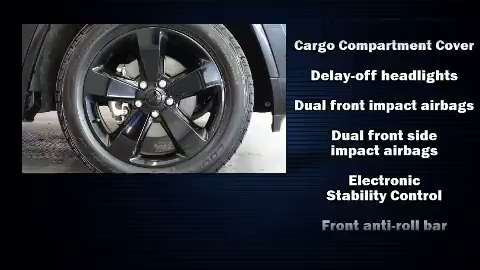 Cargo Compartment Cover
Delay-off headlights
Dual front impact airbags
Dual front side
impact airbags
Electronic
Stability Control
Front anti-roll bar